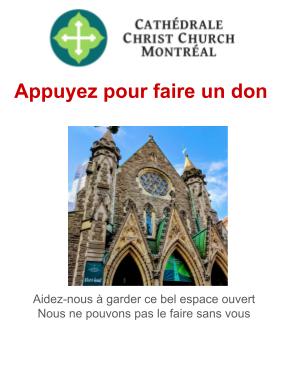 CATHÉDRALE
CHRIST CHURCH
MONTRÉAL
Appuyez pour faire un don
Aidez-nous à garder ce bel espace ouvert
Nous ne pouvons pas le faire sans vous